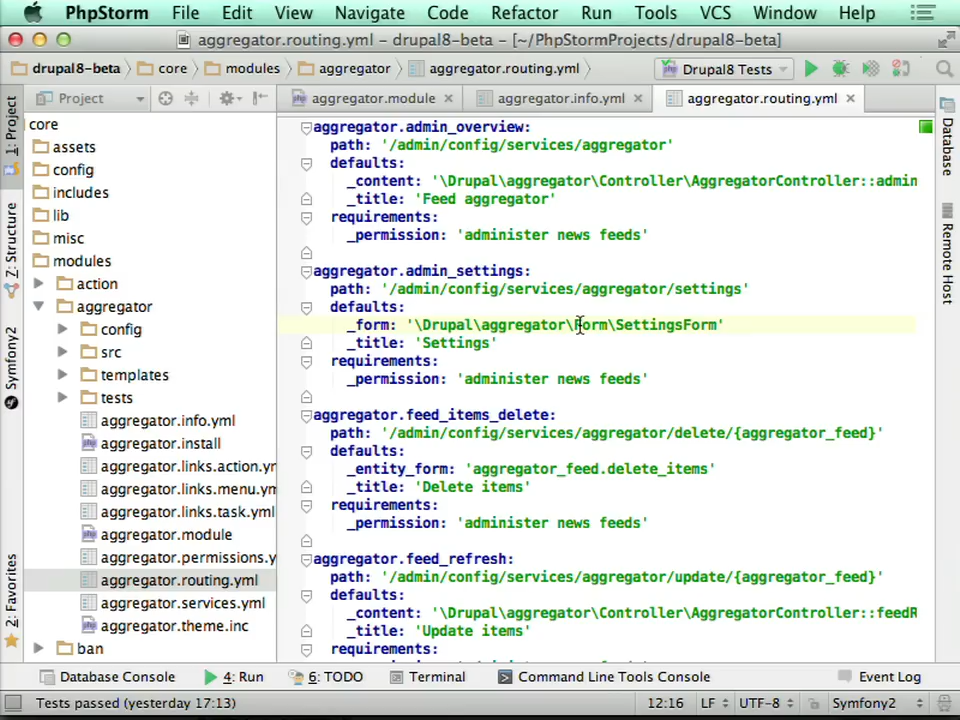 PhpStorm File Edit View Navigate Code Refactor Run Tools VCS Window Help
aggregator.routing.yml – drupal8-beta – [~/PhpStormProjects/drupal8-beta]
drupal8-beta core modules aggregator aggregator.routing.yml Drupal8 Tests
Project aggregator.module aggregator.info.yml aggregator.routing.yml
1: Project
Z: Structure
Symfony2
2: Favorites
core
assets
config
includes
lib
misc
modules
action
aggregator
config
src
templates
tests
aggregator.info.yml
aggregator.install
aggregator.links.action.yr
aggregator.links.menu.ym
aggregator.links.task.yml
aggregator.module
aggregator.permissions.y
aggregator.routing.yml
aggregator.services.yml
aggregator.theme.inc
ban
aggregator.admin_overview:
path: '/admin/config/services/aggregator'
defaults:
_content: '\Drupal\aggregator\Controller\AggregatorController::admin
_title: 'Feed aggregator'
requirements:
_permission: 'administer news feeds'
aggregator.admin_settings:
path: '/admin/config/services/aggregator/settings'
defaults:
_form: '\Drupal\aggregator\Form\SettingsForm'
_title: 'Settings'
requirements:
_permission: 'administer news feeds'
aggregator.feed_items_delete:
path: '/admin/config/services/aggregator/delete/{aggregator_feed}'
defaults:
_entity_form: 'aggregator_feed.delete_items'
_title: 'Delete items'
requirements:
_permission: 'administer news feeds'
aggregator.feed_refresh:
path: '/admin/config/services/aggregator/update/{aggregator_feed}'
defaults:
_content: '\Drupal\aggregator\Controller\AggregatorController::feedR
_title: 'Update items'
requirements:
Database
Remote Host
Database Console 4: Run 6: TODO Terminal Command Line Tools Console Event Log
Tests passed (yesterday 17:13) 12:16 LF UTF-8 Symfony2